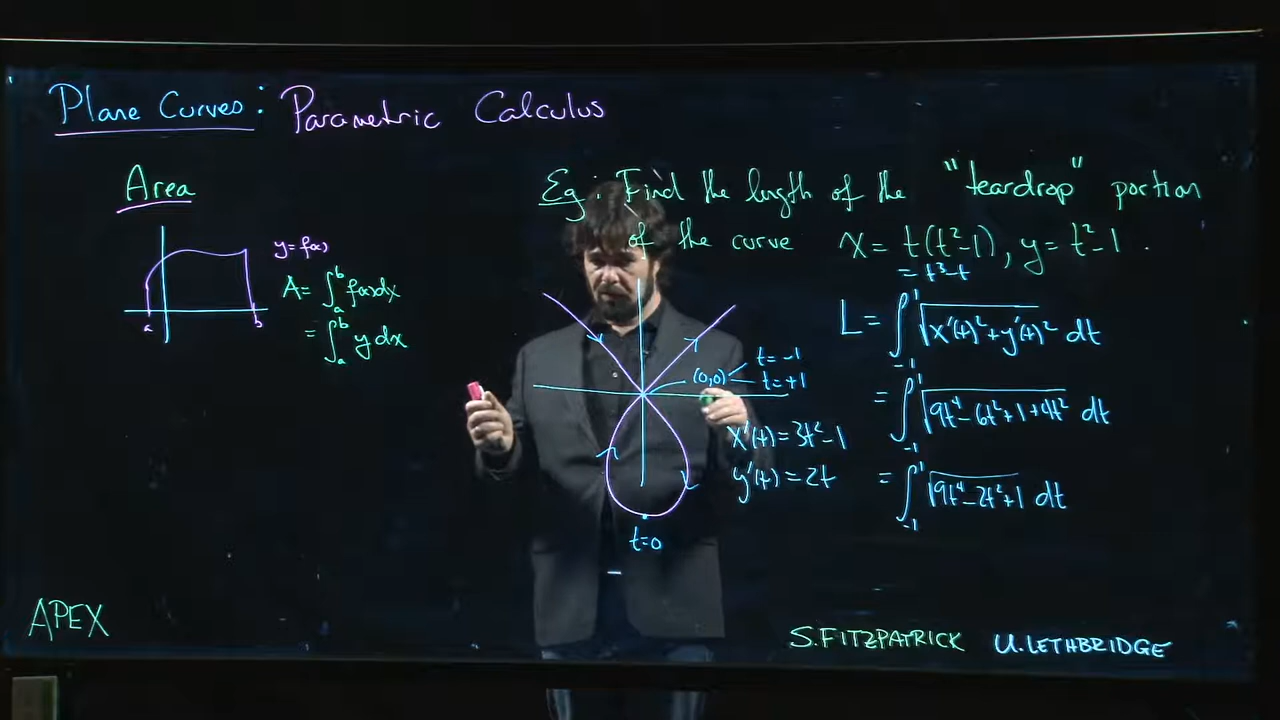 Plane Curves: Parametric Calculus
Area
y=f(x)
A = ∫_a^b f(x)dx
= ∫_a^b y dx
a
b
Eg: Find the length of the "teardrop" portion
of the curve x = t(t²-1), y = t²-1.
= t³-t
(0,0)
t=-1
t=+1
x'(t)=3t²-1
y'(t)=2t
t=0
L = ∫_{-1}^1 √(x'(t)²+y'(t)²) dt
= ∫_{-1}^1 √(9t⁴-6t²+1+4t²) dt
= ∫_{-1}^1 √(9t⁴-2t²+1) dt
APEX
S.FITZPATRICK U.LETHBRIDGE